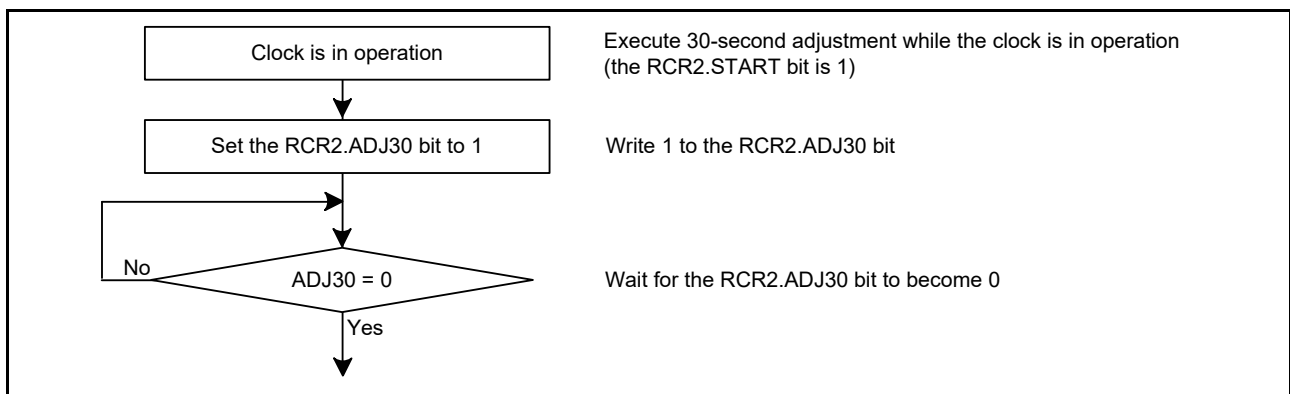 Clock is in operation
Execute 30-second adjustment while the clock is in operation
(the RCR2.START bit is 1)
Set the RCR2.ADJ30 bit to 1
Write 1 to the RCR2.ADJ30 bit
No
ADJ30 = 0
Wait for the RCR2.ADJ30 bit to become 0
Yes